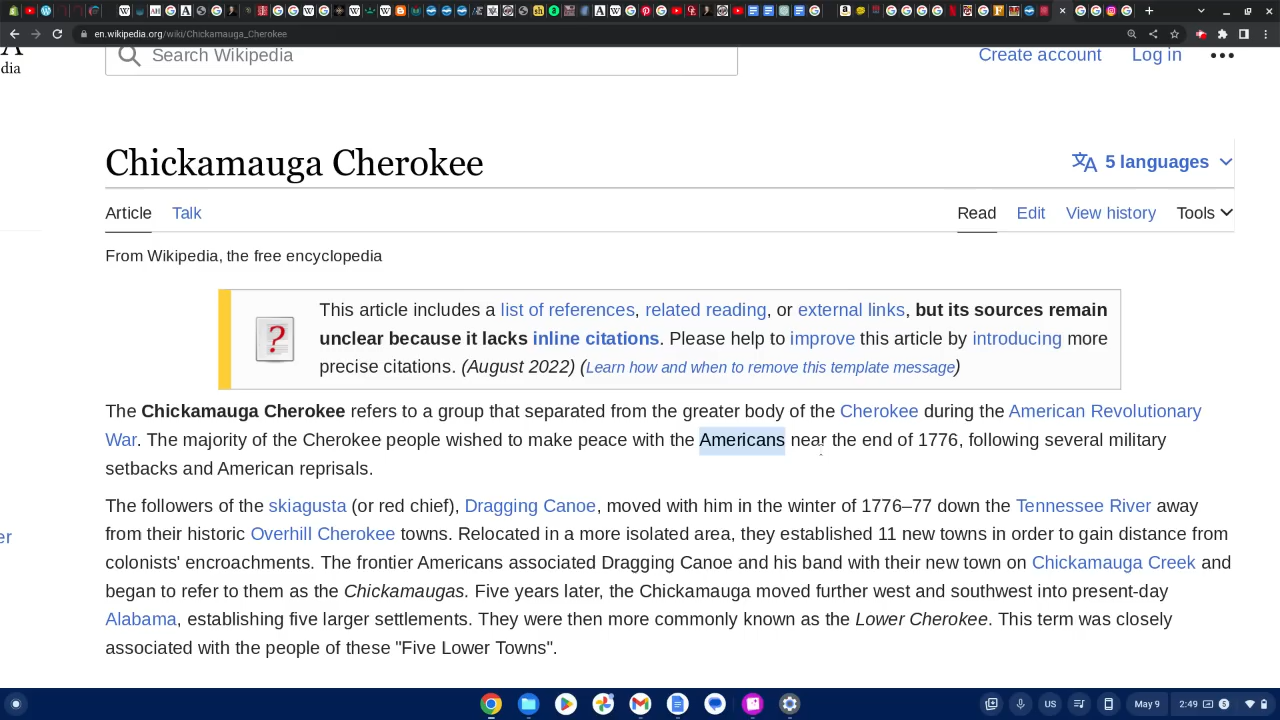 en.wikipedia.org/wiki/Chickamauga_Cherokee
dia
Search Wikipedia
Create account
Log in
Chickamauga Cherokee
5 languages
Article Talk
Read Edit View history Tools
From Wikipedia, the free encyclopedia
This article includes a list of references, related reading, or external links, but its sources remain
unclear because it lacks inline citations. Please help to improve this article by introducing more
precise citations. (August 2022) (Learn how and when to remove this template message)
The Chickamauga Cherokee refers to a group that separated from the greater body of the Cherokee during the American Revolutionary
War. The majority of the Cherokee people wished to make peace with the Americans near the end of 1776, following several military
setbacks and American reprisals.
The followers of the skiagusta (or red chief), Dragging Canoe, moved with him in the winter of 1776–77 down the Tennessee River away
from their historic Overhill Cherokee towns. Relocated in a more isolated area, they established 11 new towns in order to gain distance from
colonists' encroachments. The frontier Americans associated Dragging Canoe and his band with their new town on Chickamauga Creek and
began to refer to them as the Chickamaugas. Five years later, the Chickamauga moved further west and southwest into present-day
Alabama, establishing five larger settlements. They were then more commonly known as the Lower Cherokee. This term was closely
associated with the people of these "Five Lower Towns".
er
US
May 9
2:49